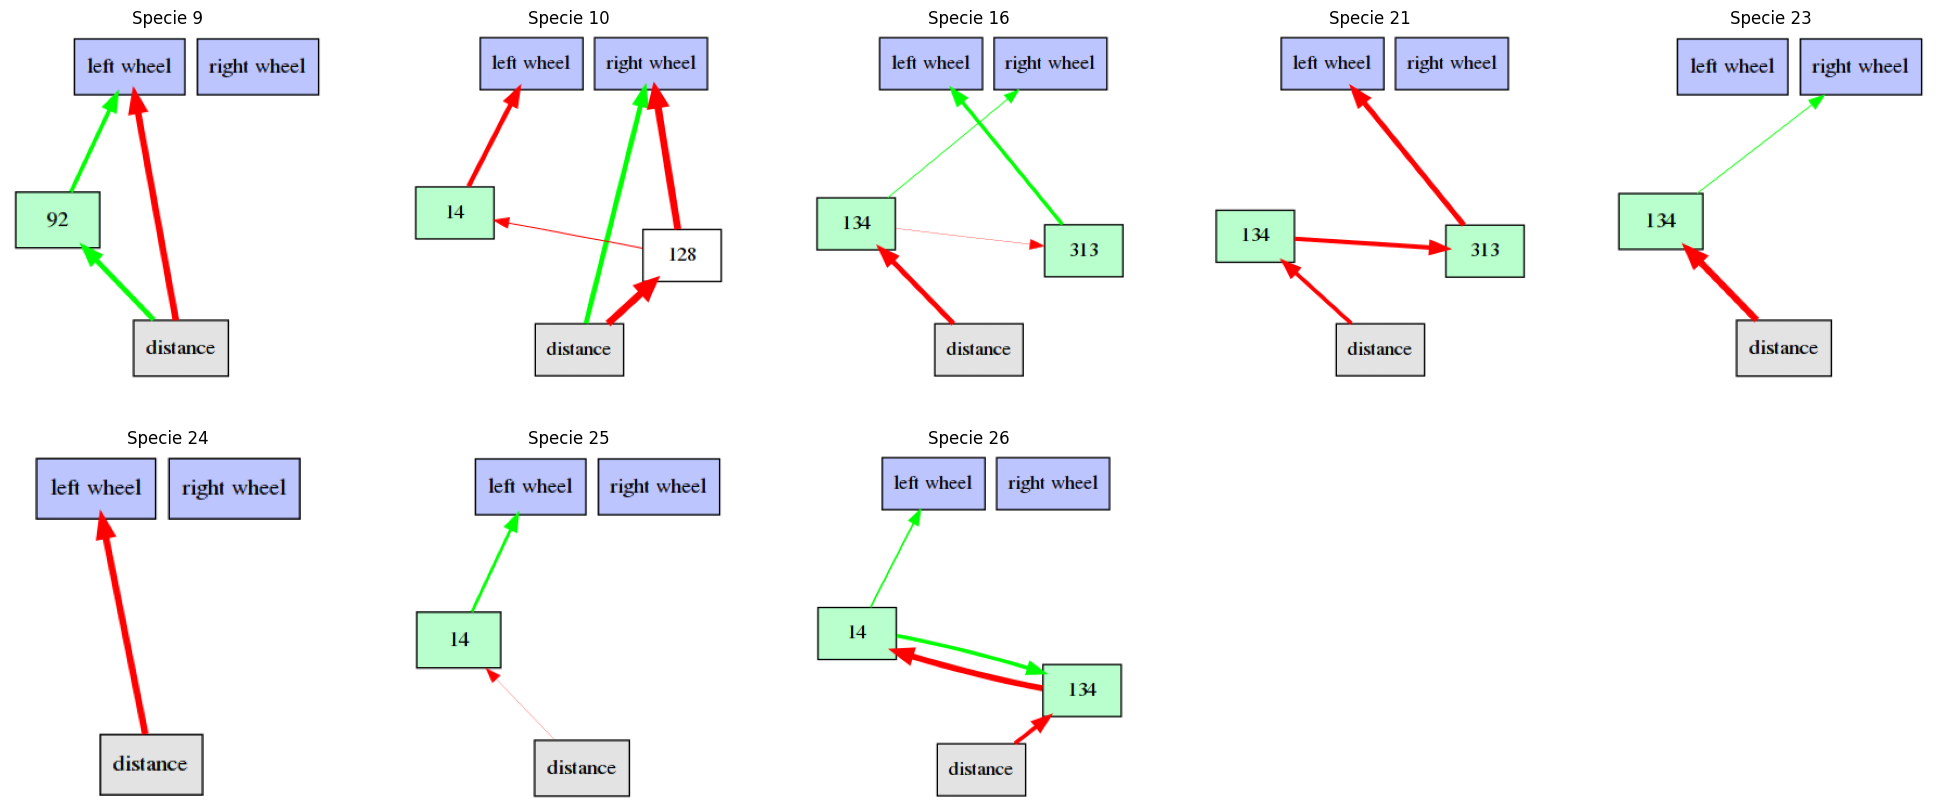 Specie 9
left wheel right wheel
92
distance
Specie 10
left wheel right wheel
14
128
distance
Specie 16
left wheel right wheel
134
313
distance
Specie 21
left wheel right wheel
134
313
distance
Specie 23
left wheel right wheel
134
distance
Specie 24
left wheel right wheel
distance
Specie 25
left wheel right wheel
14
distance
Specie 26
left wheel right wheel
14
134
distance